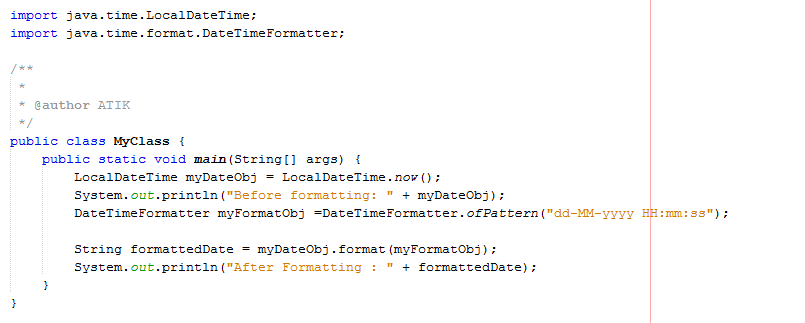 import java.time.LocalDateTime;
import java.time.format.DateTimeFormatter;
/**
*
* @author ATIK
*/
public class MyClass {
public static void main(String[] args) {
LocalDateTime myDateObj = LocalDateTime.now();
System.out.println("Before formatting: " + myDateObj);
DateTimeFormatter myFormatObj =DateTimeFormatter.ofPattern("dd-MM-yyyy HH:mm:ss");
String formattedDate = myDateObj.format(myFormatObj);
System.out.println("After Formatting : " + formattedDate);
}
}